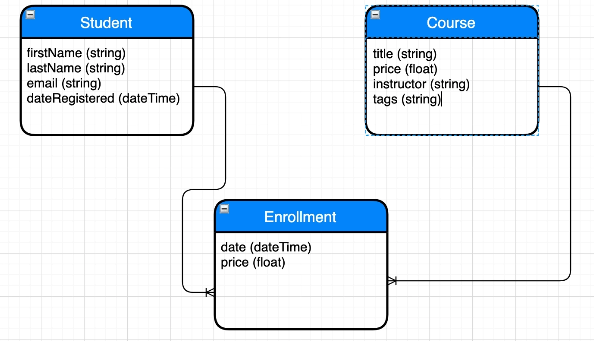 Student
firstName (string)
lastName (string)
email (string)
dateRegistered (dateTime)
Course
title (string)
price (float)
instructor (string)
tags (string)
Enrollment
date (dateTime)
price (float)